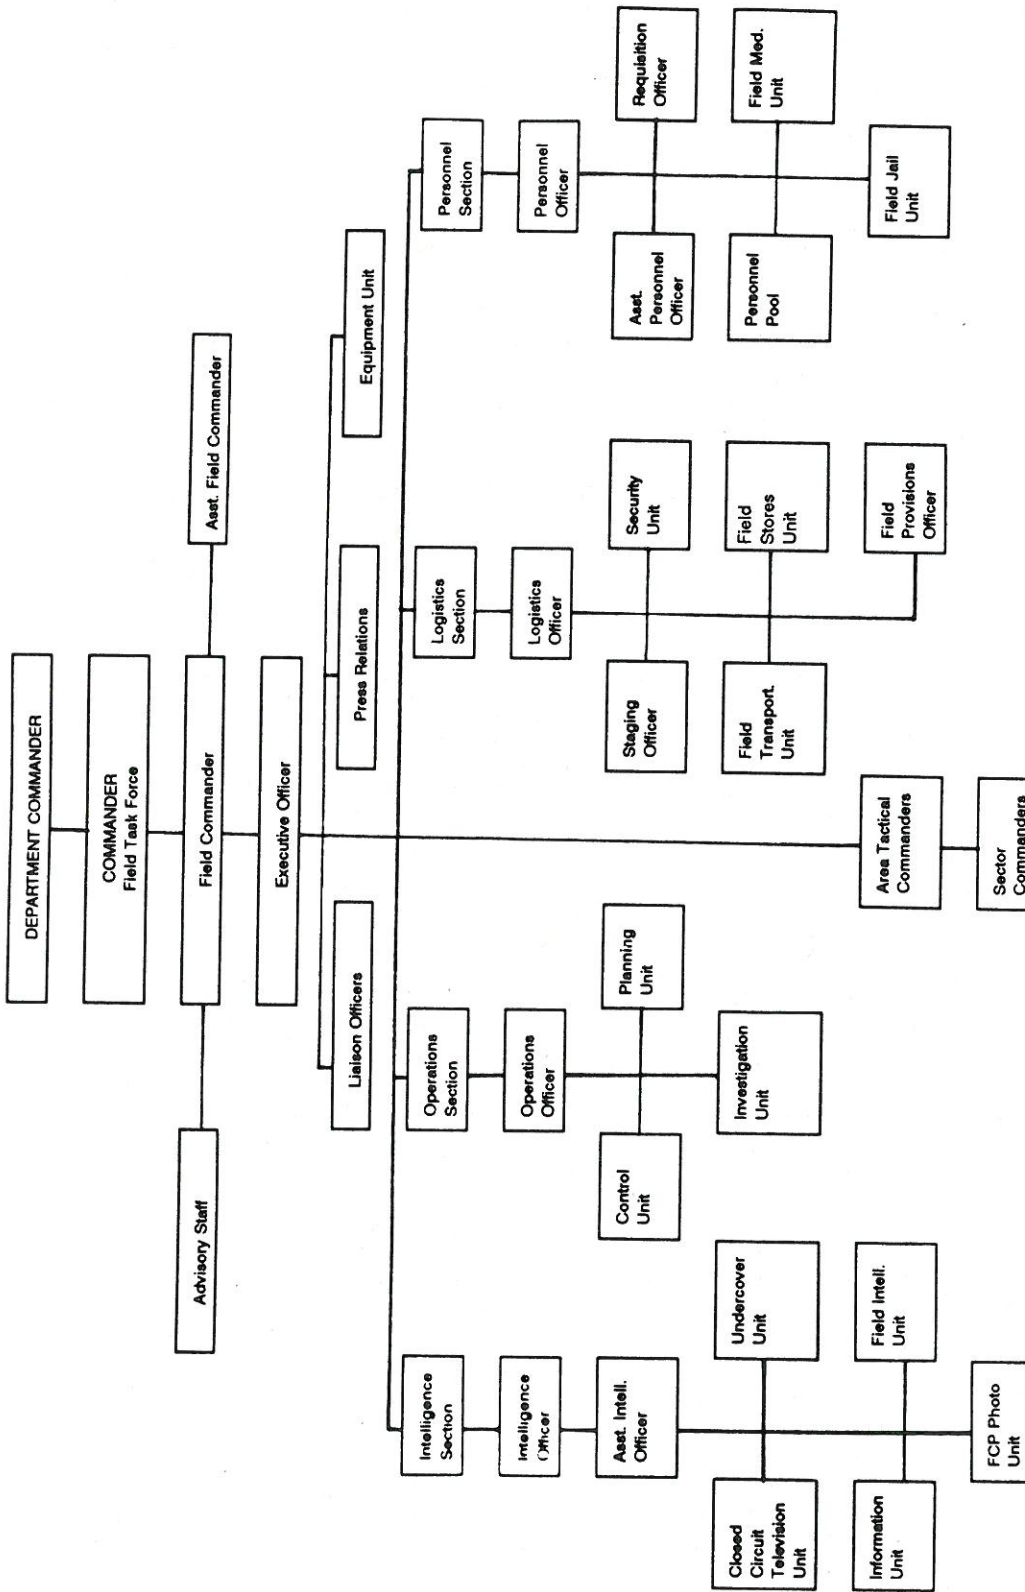 DEPARTMENT COMMANDER
COMMANDER
Field Task Force
Advisory Staff
Field Commander
Asst. Field Commander
Executive Officer
Liaison Officers
Press Relations
Equipment Unit
Intelligence
Section
Operations
Section
Logistics
Section
Personnel
Section
Intelligence
Officer
Operations
Officer
Logistics
Officer
Personnel
Officer
Asst. Intell.
Officer
Control
Unit
Planning
Unit
Staging
Officer
Security
Unit
Asst.
Personnel
Officer
Requisition
Officer
Closed
Circuit
Television
Unit
Undercover
Unit
Investigation
Unit
Field
Transport.
Unit
Field
Stores
Unit
Personnel
Pool
Field Med.
Unit
Information
Unit
Field Intell.
Unit
Area Tactical
Commanders
Field
Provisions
Officer
Field Jail
Unit
FCP Photo
Unit
Sector
Commanders